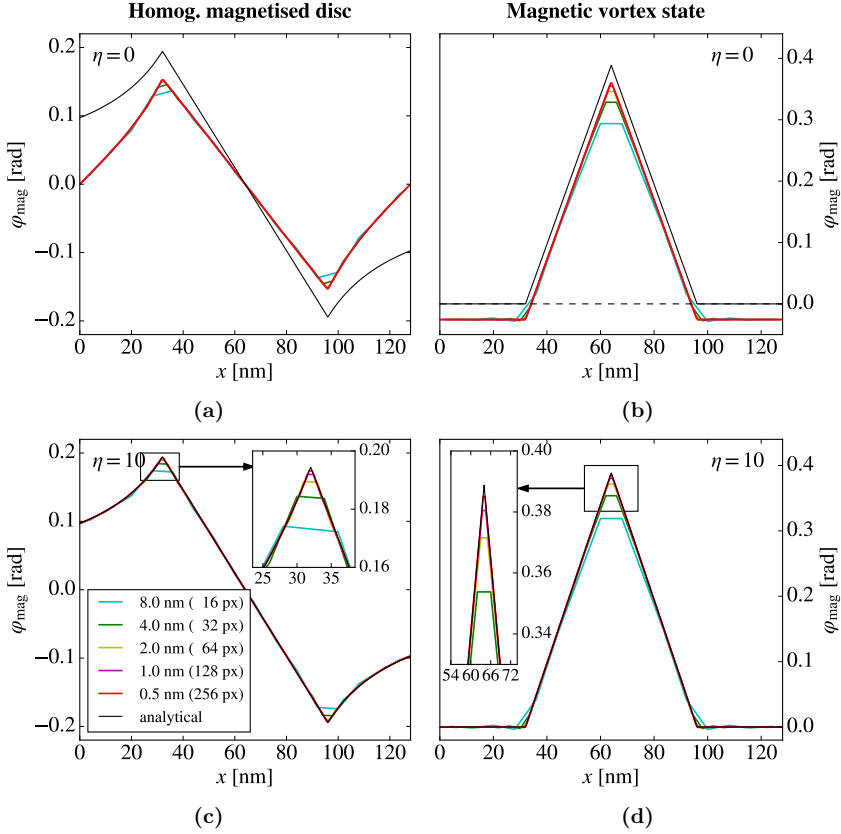 Homog. magnetised disc
Magnetic vortex state
η=0
0.2
0.1
0.0
−0.1
−0.2
φmag [rad]
0 20 40 60 80 100 120
x [nm]
(a)
η=0
0.4
0.3
0.2
0.1
0.0
φmag [rad]
0 20 40 60 80 100 120
x [nm]
(b)
η=10
0.2
0.1
0.0
−0.1
−0.2
φmag [rad]
0.20
0.18
0.16
25 30 35
8.0 nm ( 16 px)
4.0 nm ( 32 px)
2.0 nm ( 64 px)
1.0 nm (128 px)
0.5 nm (256 px)
analytical
0 20 40 60 80 100 120
x [nm]
(c)
η=10
0.40
0.38
0.36
0.34
54 60 66 72
0.4
0.3
0.2
0.1
0.0
φmag [rad]
0 20 40 60 80 100 120
x [nm]
(d)